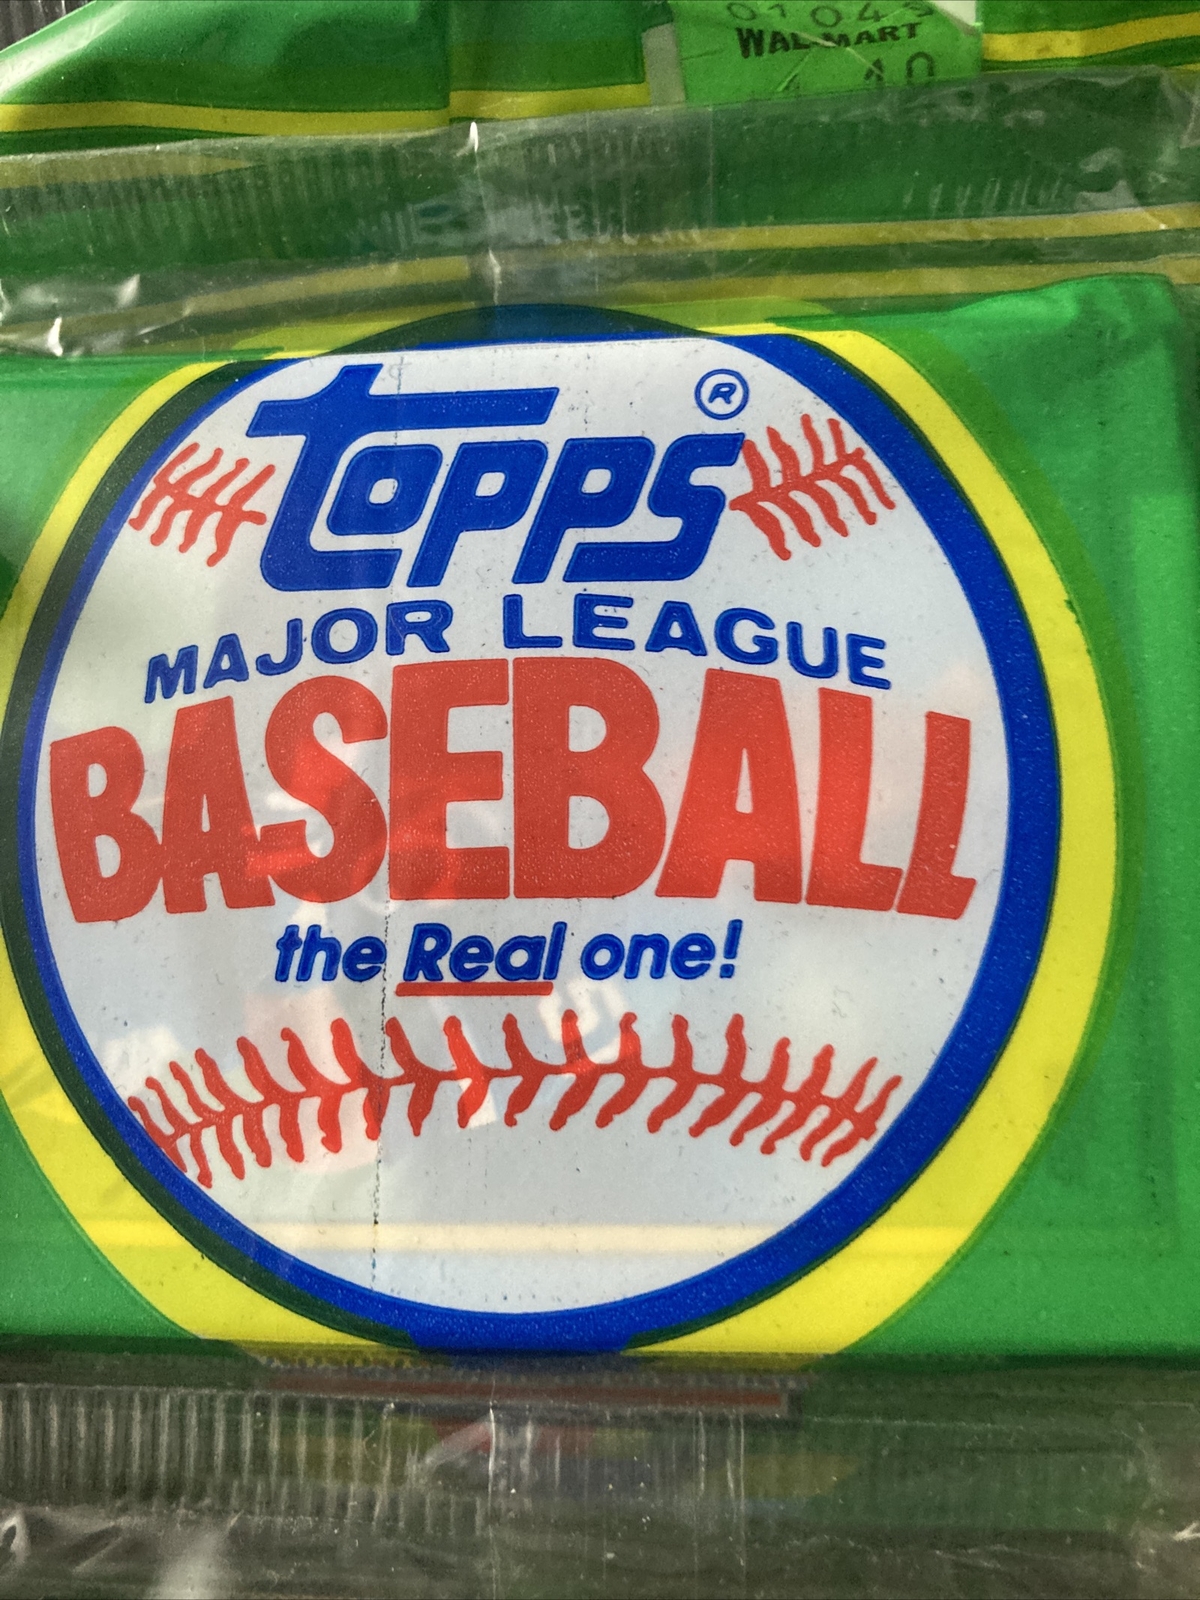 WAL-MART
topps®
MAJOR LEAGUE
BASEBALL
the Real one!